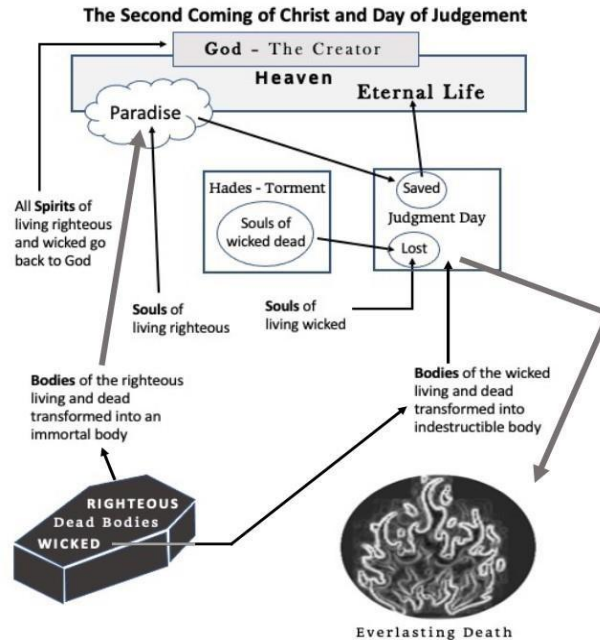 The Second Coming of Christ and Day of Judgement
God - The Creator
Heaven
Eternal Life
Paradise
Hades - Torment
Souls of
wicked dead
Saved
Judgment Day
Lost
All Spirits of
living righteous
and wicked go
back to God
Souls of
living righteous
Souls of
living wicked
Bodies of the righteous
living and dead
transformed into an
immortal body
Bodies of the wicked
living and dead
transformed into
indestructible body
RIGHTEOUS
Dead Bodies
WICKED
Everlasting Death